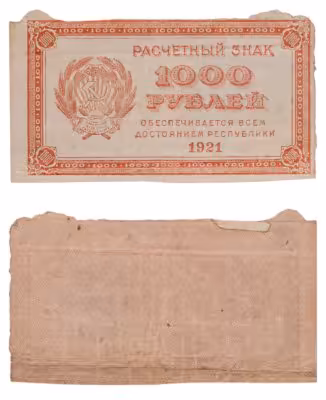 РАСЧЕТНЫЙ ЗНАК
1000
РУБЛЕЙ
ОБЕСПЕЧИВАЕТСЯ ВСЕМ
ДОСТОЯНИЕМ РЕСПУБЛИКИ
1921